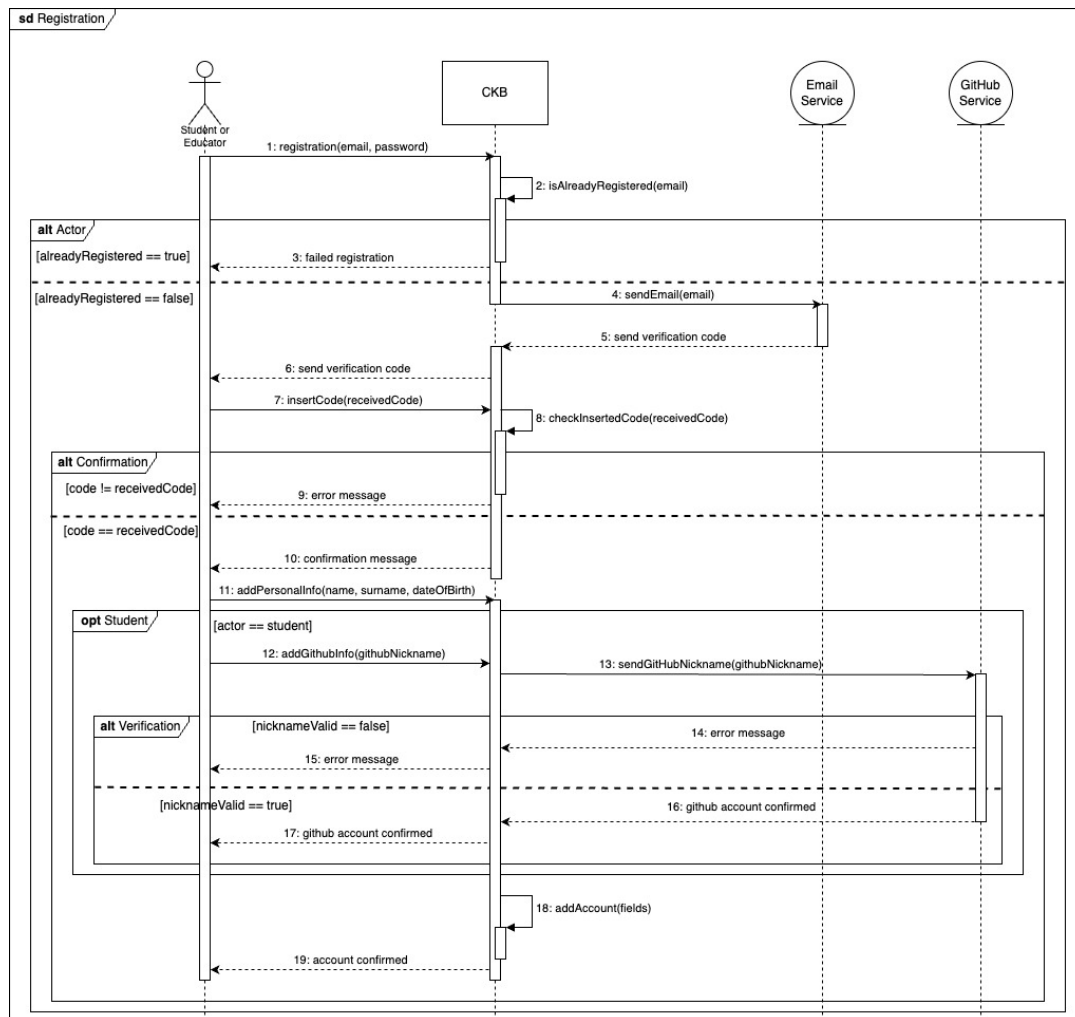 sd Registration
Student or
Educator
CKB
Email
Service
GitHub
Service
1: registration(email, password)
2: isAlreadyRegistered(email)
alt Actor
[alreadyRegistered == true]
3: failed registration
[alreadyRegistered == false]
4: sendEmail(email)
5: send verification code
6: send verification code
7: insertCode(receivedCode)
8: checkInsertedCode(receivedCode)
alt Confirmation
[code != receivedCode]
9: error message
[code == receivedCode]
10: confirmation message
11: addPersonalInfo(name, surname, dateOfBirth)
opt Student
[actor == student]
12: addGithubInfo(githubNickname)
13: sendGitHubNickname(githubNickname)
alt Verification
[nicknameValid == false]
14: error message
15: error message
[nicknameValid == true]
16: github account confirmed
17: github account confirmed
18: addAccount(fields)
19: account confirmed